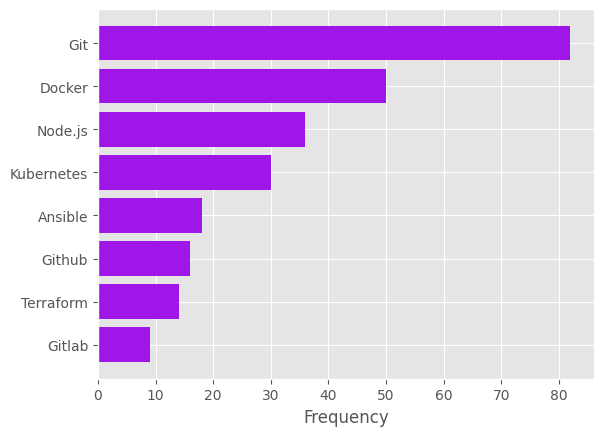 Git
Docker
Node.js
Kubernetes
Ansible
Github
Terraform
Gitlab
0 10 20 30 40 50 60 70 80
Frequency